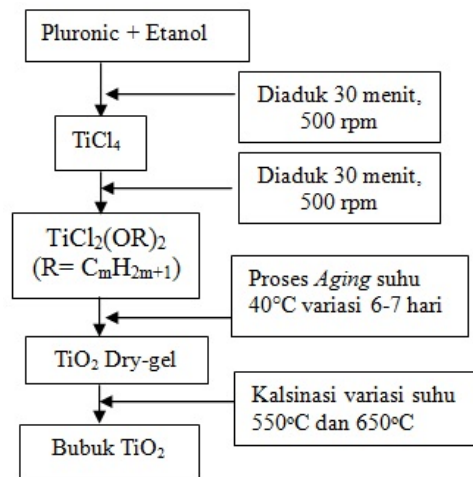 Pluronic + Etanol
Diaduk 30 menit,
500 rpm
TiCl₄
Diaduk 30 menit,
500 rpm
TiCl₂(OR)₂
(R= CₘH₂ₘ₊₁)
Proses Aging suhu
40°C variasi 6-7 hari
TiO₂ Dry-gel
Kalsinasi variasi suhu
550°C dan 650°C
Bubuk TiO₂